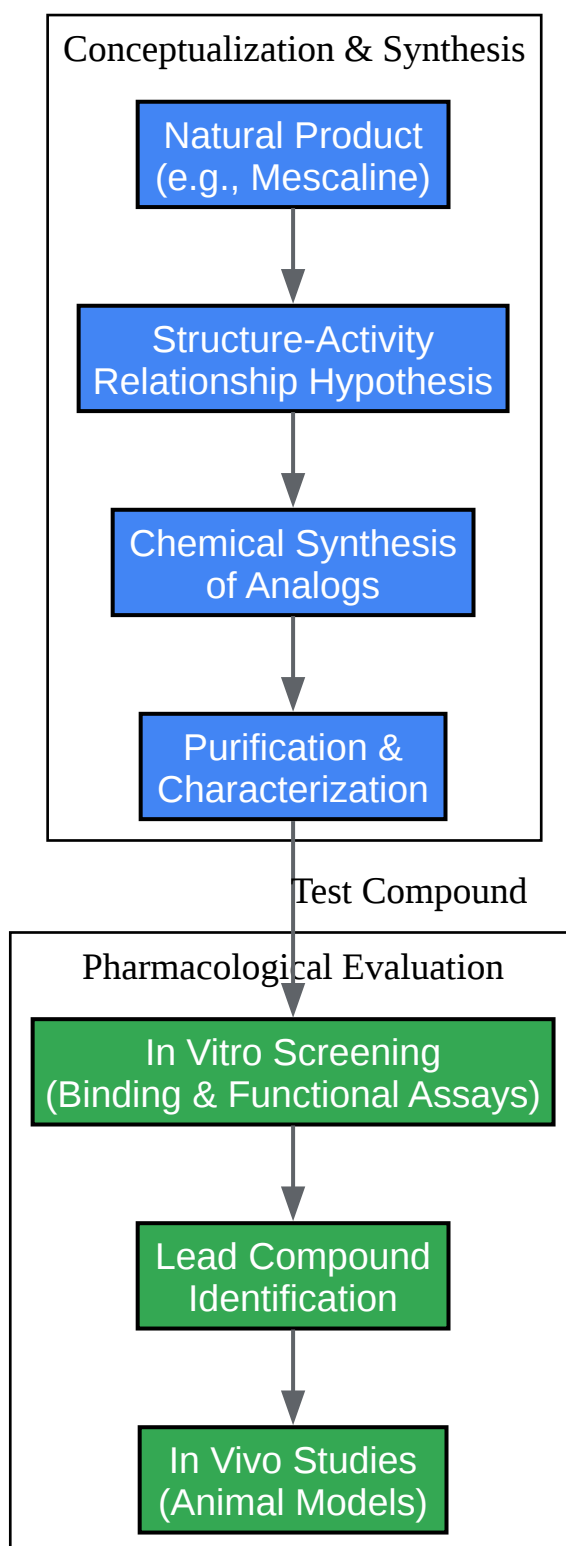 Conceptualization & Synthesis
Natural Product
(e.g., Mescaline)
Structure-Activity
Relationship Hypothesis
Chemical Synthesis
of Analogs
Purification &
Characterization
Test Compound
Pharmacological Evaluation
In Vitro Screening
(Binding & Functional Assays)
Lead Compound
Identification
In Vivo Studies
(Animal Models)